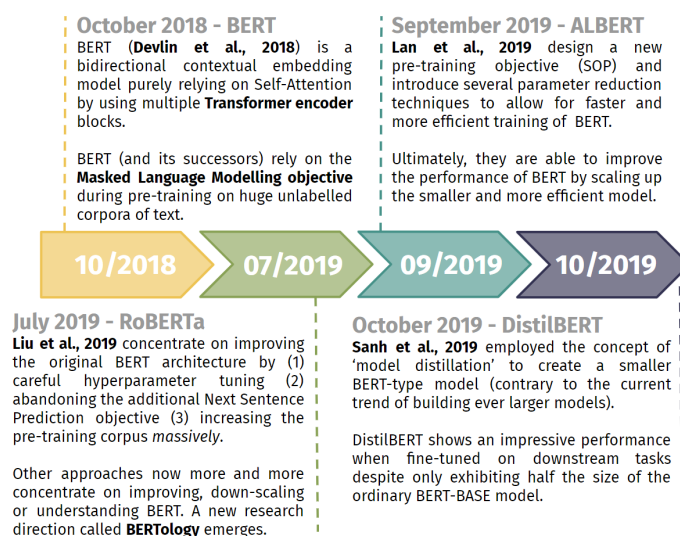 October 2018 - BERT
BERT (Devlin et al., 2018) is a
bidirectional contextual embedding
model purely relying on Self-Attention
by using multiple Transformer encoder
blocks.
BERT (and its successors) rely on the
Masked Language Modelling objective
during pre-training on huge unlabelled
corpora of text.
September 2019 - ALBERT
Lan et al., 2019 design a new
pre-training objective (SOP) and
introduce several parameter reduction
techniques to allow for faster and
more efficient training of BERT.
Ultimately, they are able to improve
the performance of BERT by scaling up
the smaller and more efficient model.
10/2018
07/2019
09/2019
10/2019
July 2019 - RoBERTa
Liu et al., 2019 concentrate on improving
the original BERT architecture by (1)
careful hyperparameter tuning (2)
abandoning the additional Next Sentence
Prediction objective (3) increasing the
pre-training corpus massively.
Other approaches now more and more
concentrate on improving, down-scaling
or understanding BERT. A new research
direction called BERTology emerges.
October 2019 - DistilBERT
Sanh et al., 2019 employed the concept of
‘model distillation’ to create a smaller
BERT-type model (contrary to the current
trend of building ever larger models).
DistilBERT shows an impressive performance
when fine-tuned on downstream tasks
despite only exhibiting half the size of the
ordinary BERT-BASE model.